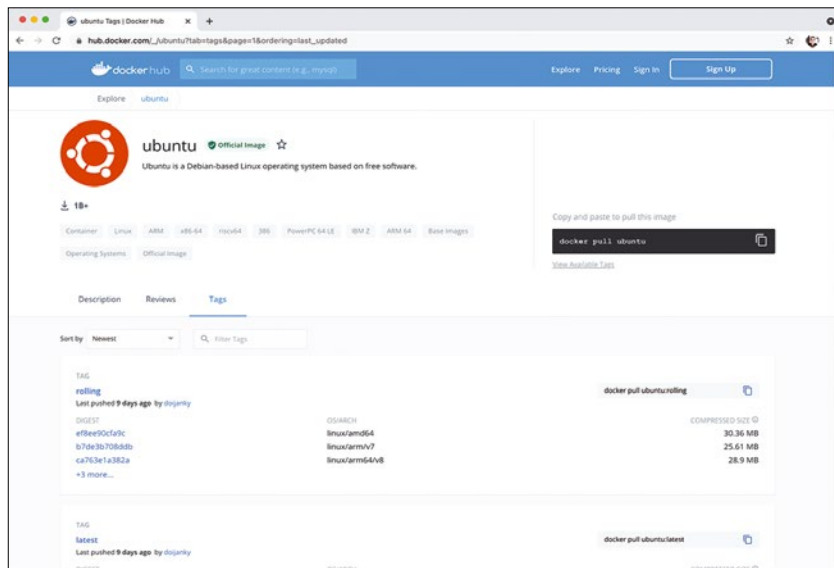 ubuntu Tags | Docker Hub
hub.docker.com/_/ubuntu?tab=tags&page=1&ordering=last_updated
dockerhub Search for great content (e.g., mysql) Explore Pricing Sign In Sign Up
Explore ubuntu
ubuntu Official Image
Ubuntu is a Debian-based Linux operating system based on free software.
1B+
Container Linux ARM x86-64 riscv64 386 PowerPC 64 LE IBM Z ARM 64 Base Images
Operating Systems Official Image
Copy and paste to pull this image
docker pull ubuntu
View Available Tags
Description Reviews Tags
Sort by Newest Filter Tags
TAG
rolling docker pull ubuntu:rolling
Last pushed 9 days ago by doijanky
DIGEST OS/ARCH COMPRESSED SIZE
ef8ee90cfa9c linux/amd64 30.36 MB
b7de3b708ddb linux/arm/v7 25.61 MB
ca763e1a382a linux/arm64/v8 28.9 MB
+3 more...
TAG
latest docker pull ubuntu:latest
Last pushed 9 days ago by doijanky
DIGEST OS/ARCH COMPRESSED SIZE